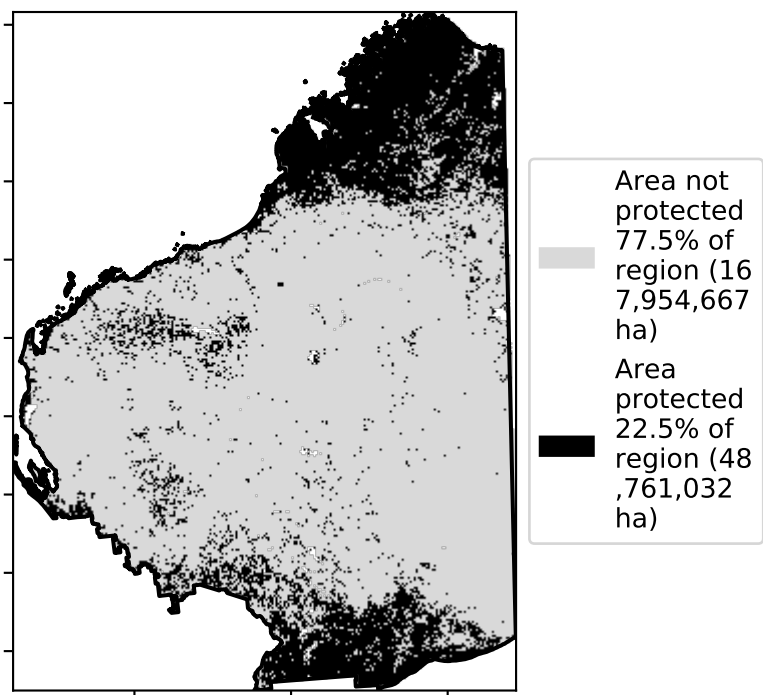 Area not
protected
77.5% of
region (16
7,954,667
ha)
Area
protected
22.5% of
region (48
,761,032
ha)